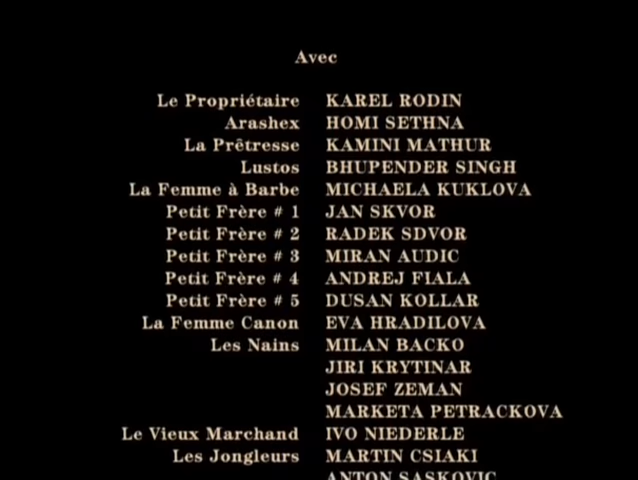 Avec
Le Propriétaire KAREL RODIN
Arashex HOMI SETHNA
La Prêtresse KAMINI MATHUR
Lustos BHUPENDER SINGH
La Femme à Barbe MICHAELA KUKLOVA
Petit Frère # 1 JAN SKVOR
Petit Frère # 2 RADEK SDVOR
Petit Frère # 3 MIRAN AUDIC
Petit Frère # 4 ANDREJ FIALA
Petit Frère # 5 DUSAN KOLLAR
La Femme Canon EVA HRADILOVA
Les Nains MILAN BACKO
JIRI KRYTINAR
JOSEF ZEMAN
MARKETA PETRACKOVA
Le Vieux Marchand IVO NIEDERLE
Les Jongleurs MARTIN CSIAKI
ANTON SASKOVIC